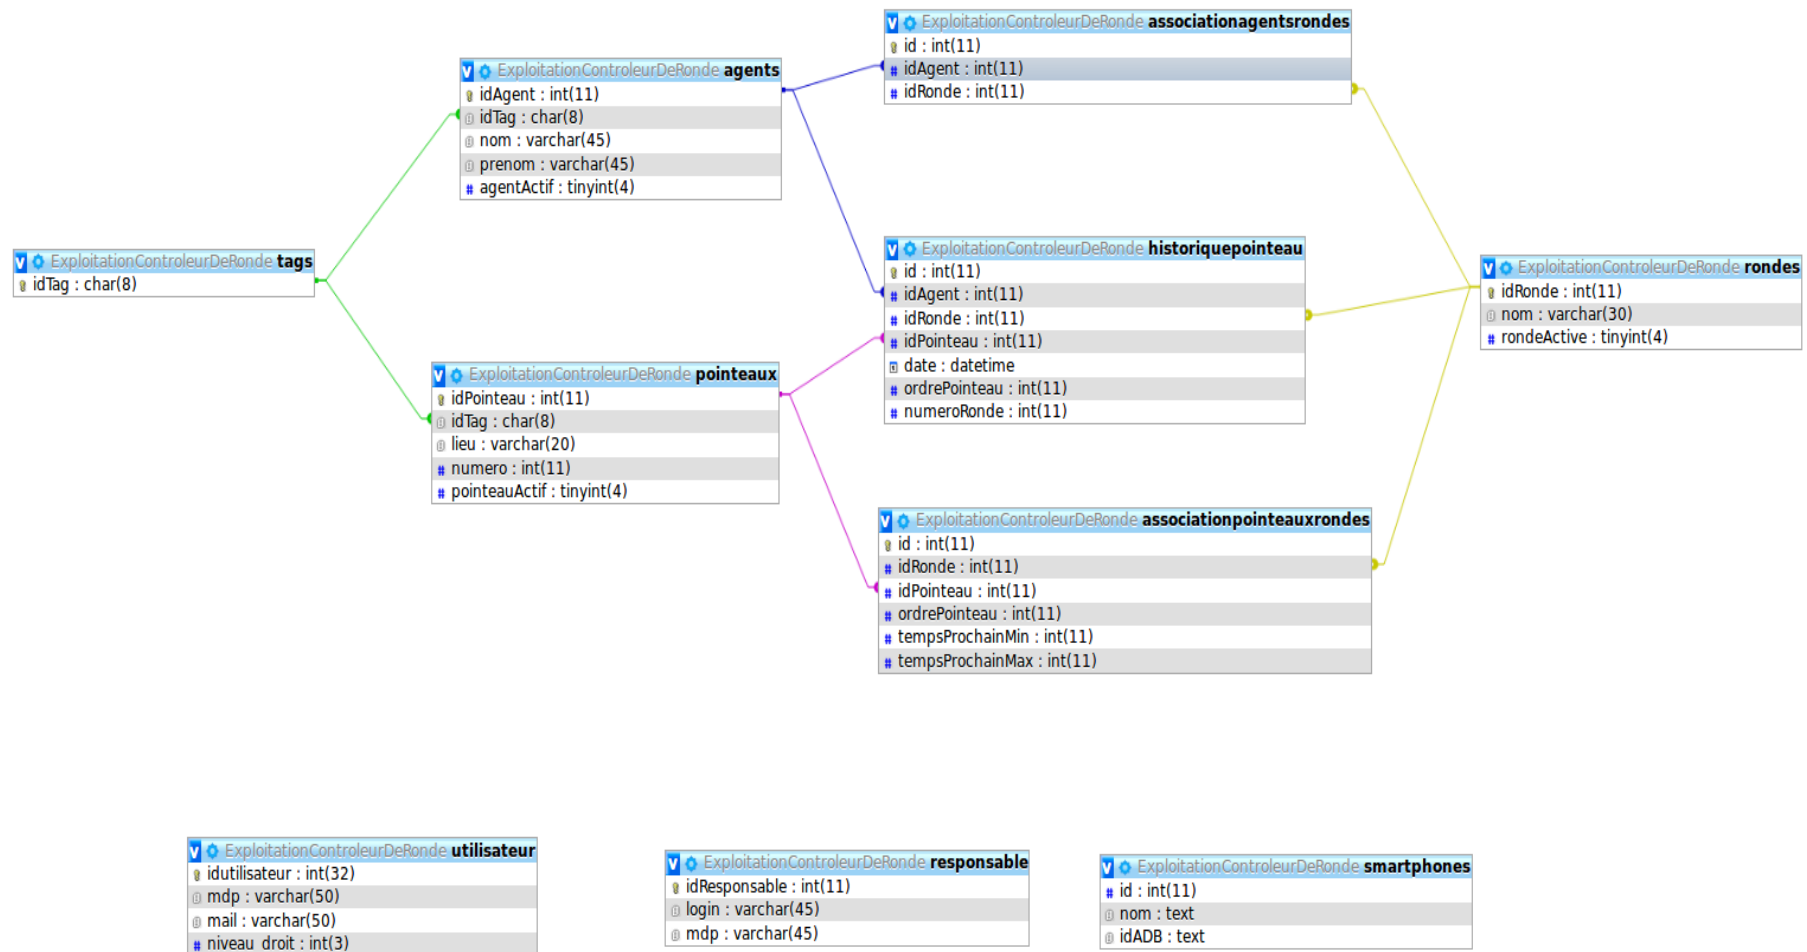 ExploitationControleurDeRonde associationagentsrondes
id : int(11)
idAgent : int(11)
idRonde : int(11)
ExploitationControleurDeRonde agents
idAgent : int(11)
idTag : char(8)
nom : varchar(45)
prenom : varchar(45)
agentActif : tinyint(4)
ExploitationControleurDeRonde tags
idTag : char(8)
ExploitationControleurDeRonde historiquepointeau
id : int(11)
idAgent : int(11)
idRonde : int(11)
idPointeau : int(11)
date : datetime
ordrePointeau : int(11)
numeroRonde : int(11)
ExploitationControleurDeRonde rondes
idRonde : int(11)
nom : varchar(30)
rondeActive : tinyint(4)
ExploitationControleurDeRonde pointeaux
idPointeau : int(11)
idTag : char(8)
lieu : varchar(20)
numero : int(11)
pointeauActif : tinyint(4)
ExploitationControleurDeRonde associationpointeauxrondes
id : int(11)
idRonde : int(11)
idPointeau : int(11)
ordrePointeau : int(11)
tempsProchainMin : int(11)
tempsProchainMax : int(11)
ExploitationControleurDeRonde utilisateur
idutilisateur : int(32)
mdp : varchar(50)
mail : varchar(50)
niveau_droit : int(3)
ExploitationControleurDeRonde responsable
idResponsable : int(11)
login : varchar(45)
mdp : varchar(45)
ExploitationControleurDeRonde smartphones
id : int(11)
nom : text
idADB : text